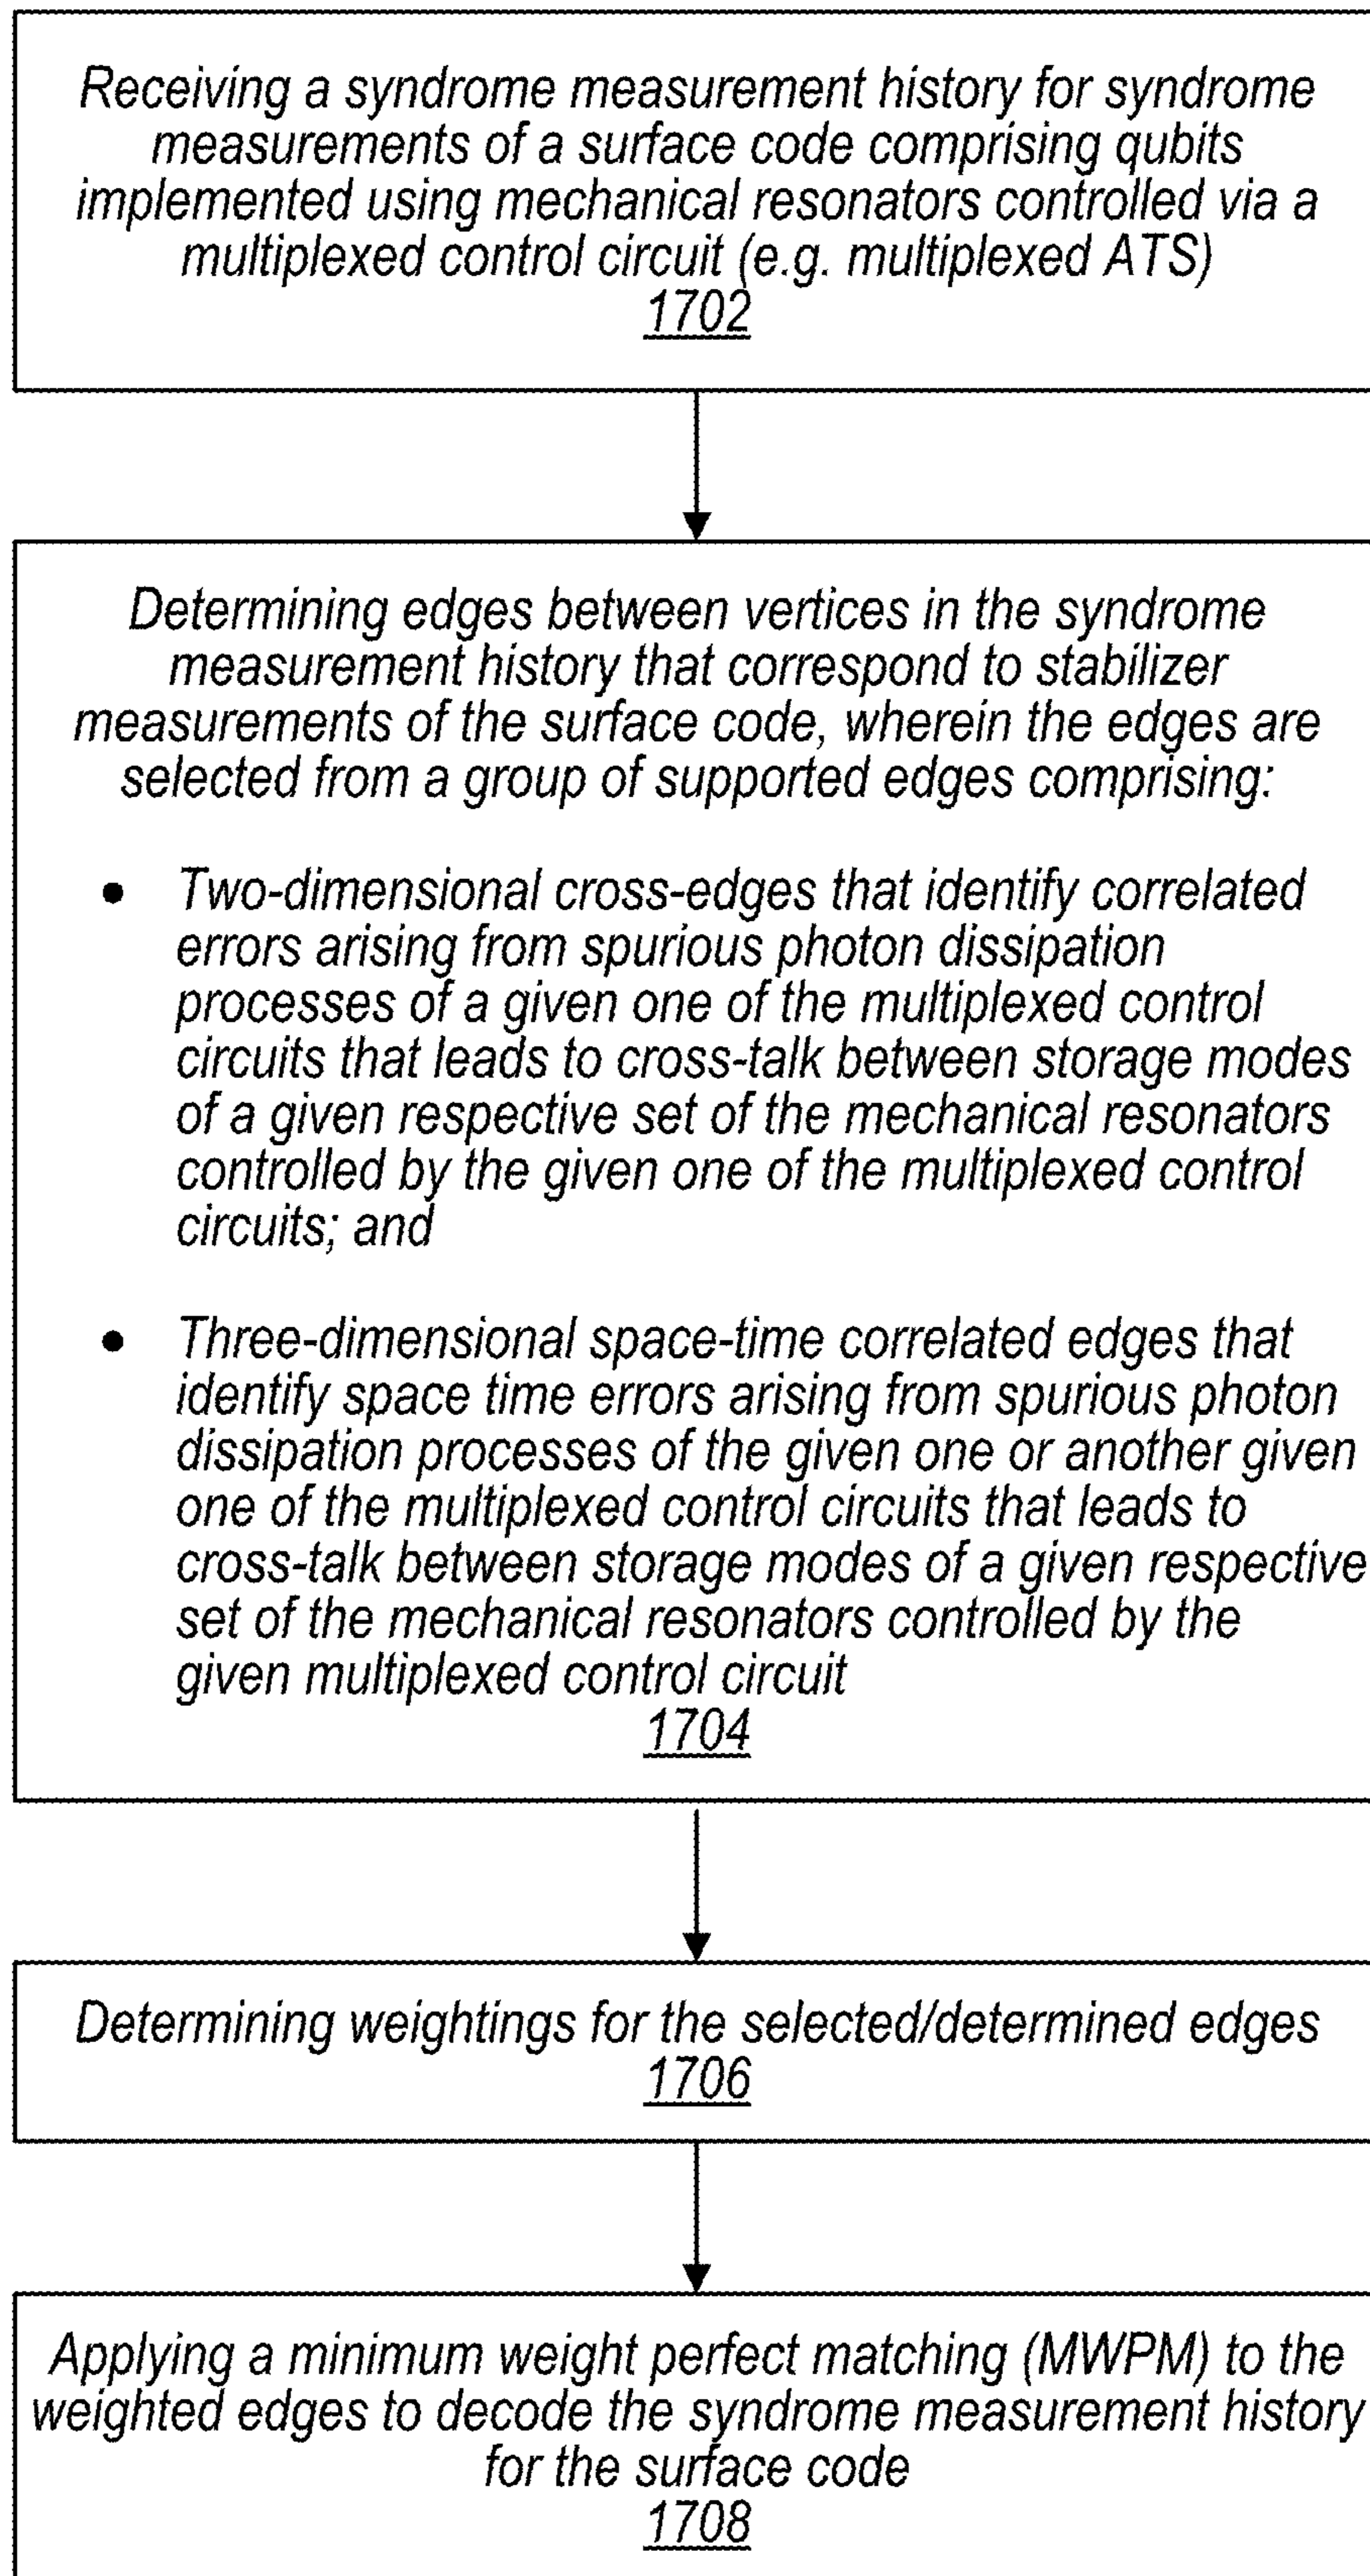 Receiving a syndrome measurement history for syndrome
measurements of a surface code comprising qubits
implemented using mechanical resonators controlled via a
multiplexed control circuit (e.g. multiplexed ATS)
1702
Determining edges between vertices in the syndrome
measurement history that correspond to stabilizer
measurements of the surface code, wherein the edges are
selected from a group of supported edges comprising:
• Two-dimensional cross-edges that identify correlated
errors arising from spurious photon dissipation
processes of a given one of the multiplexed control
circuits that leads to cross-talk between storage modes
of a given respective set of the mechanical resonators
controlled by the given one of the multiplexed control
circuits; and
• Three-dimensional space-time correlated edges that
identify space time errors arising from spurious photon
dissipation processes of the given one or another given
one of the multiplexed control circuits that leads to
cross-talk between storage modes of a given respective
set of the mechanical resonators controlled by the
given multiplexed control circuit
1704
Determining weightings for the selected/determined edges
1706
Applying a minimum weight perfect matching (MWPM) to the
weighted edges to decode the syndrome measurement history
for the surface code
1708